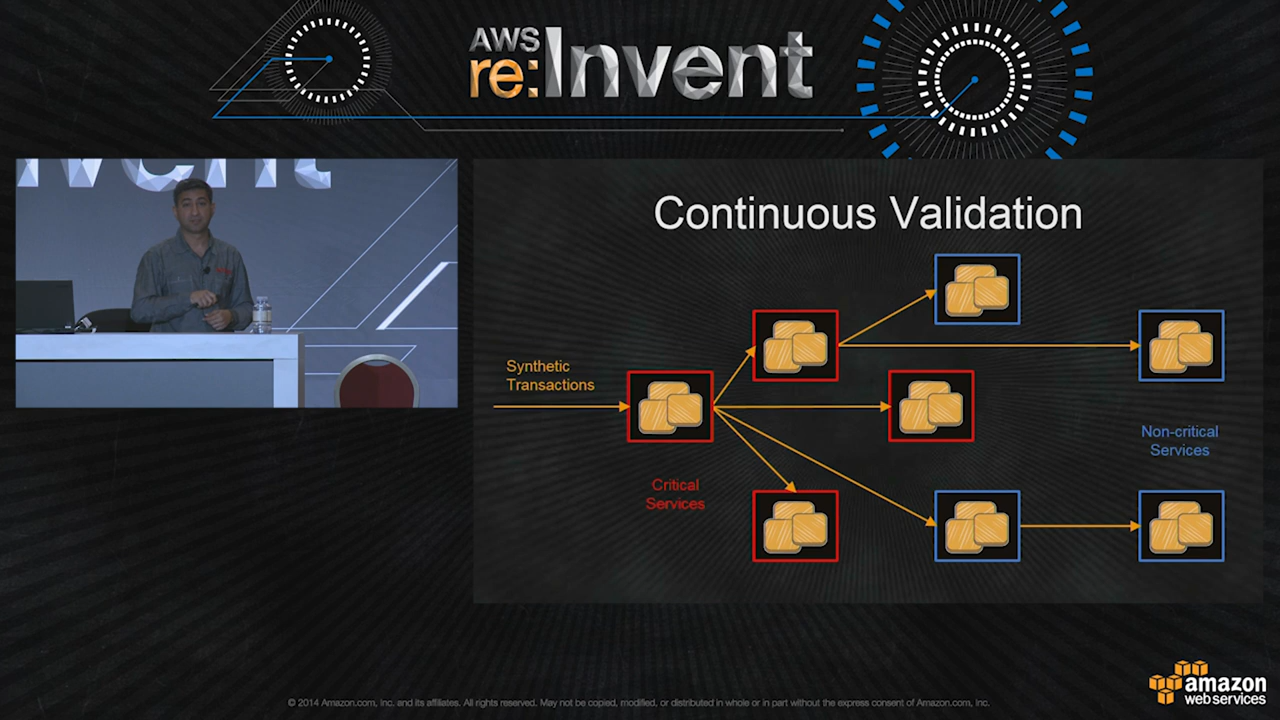 AWS
re:Invent
nvent
Continuous Validation
Synthetic
Transactions
Non-critical
Services
Critical
Services
amazon
web services
© 2014 Amazon.com, Inc. and its affiliates. All rights reserved. May not be copied, modified, or distributed in whole or in part without the express consent of Amazon.com, Inc.